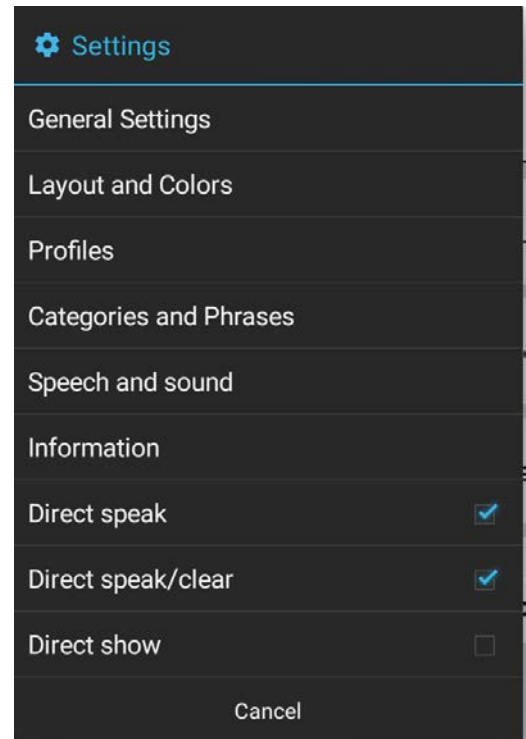 Settings
General Settings
Layout and Colors
Profiles
Categories and Phrases
Speech and sound
Information
Direct speak
Direct speak/clear
Direct show
Cancel